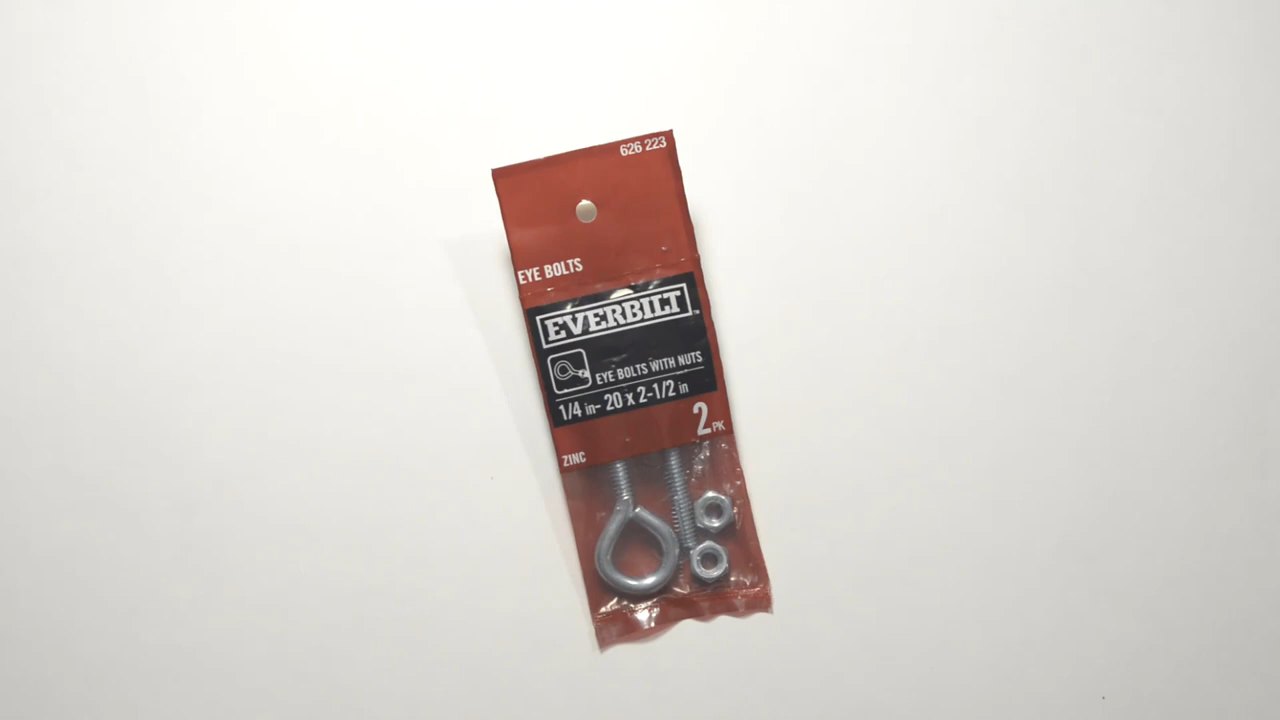 626 223
EYE BOLTS
EVERBILT™
EYE BOLTS WITH NUTS
1/4 in- 20 x 2-1/2 in
2 PK
ZINC